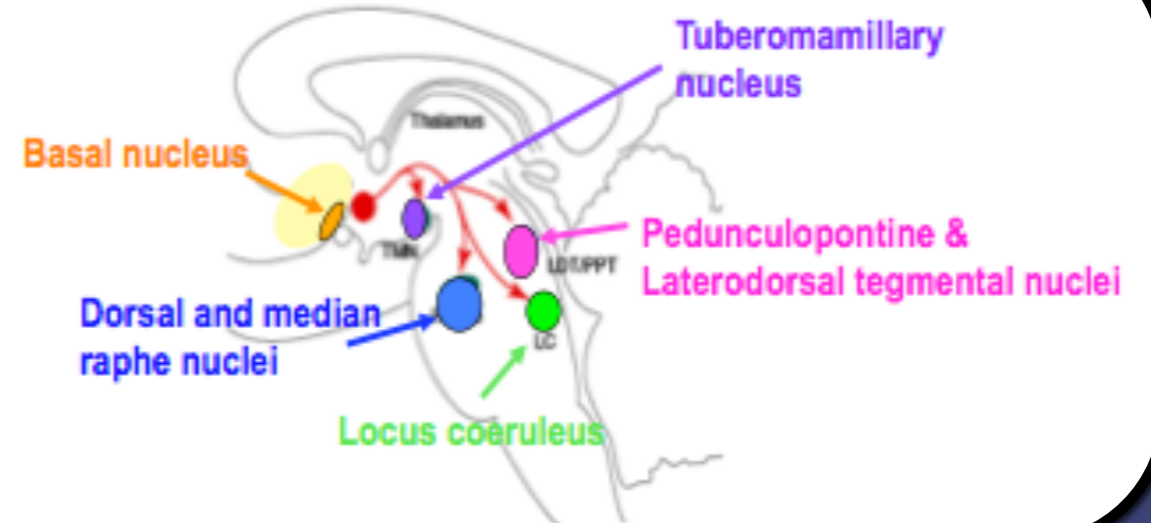 Tuberomamillary
nucleus
Thalamus
Basal nucleus
TMN
Pedunculopontine &
Laterodorsal tegmental nuclei
LDT/PPT
Dorsal and median
raphe nuclei
LC
Locus coeruleus